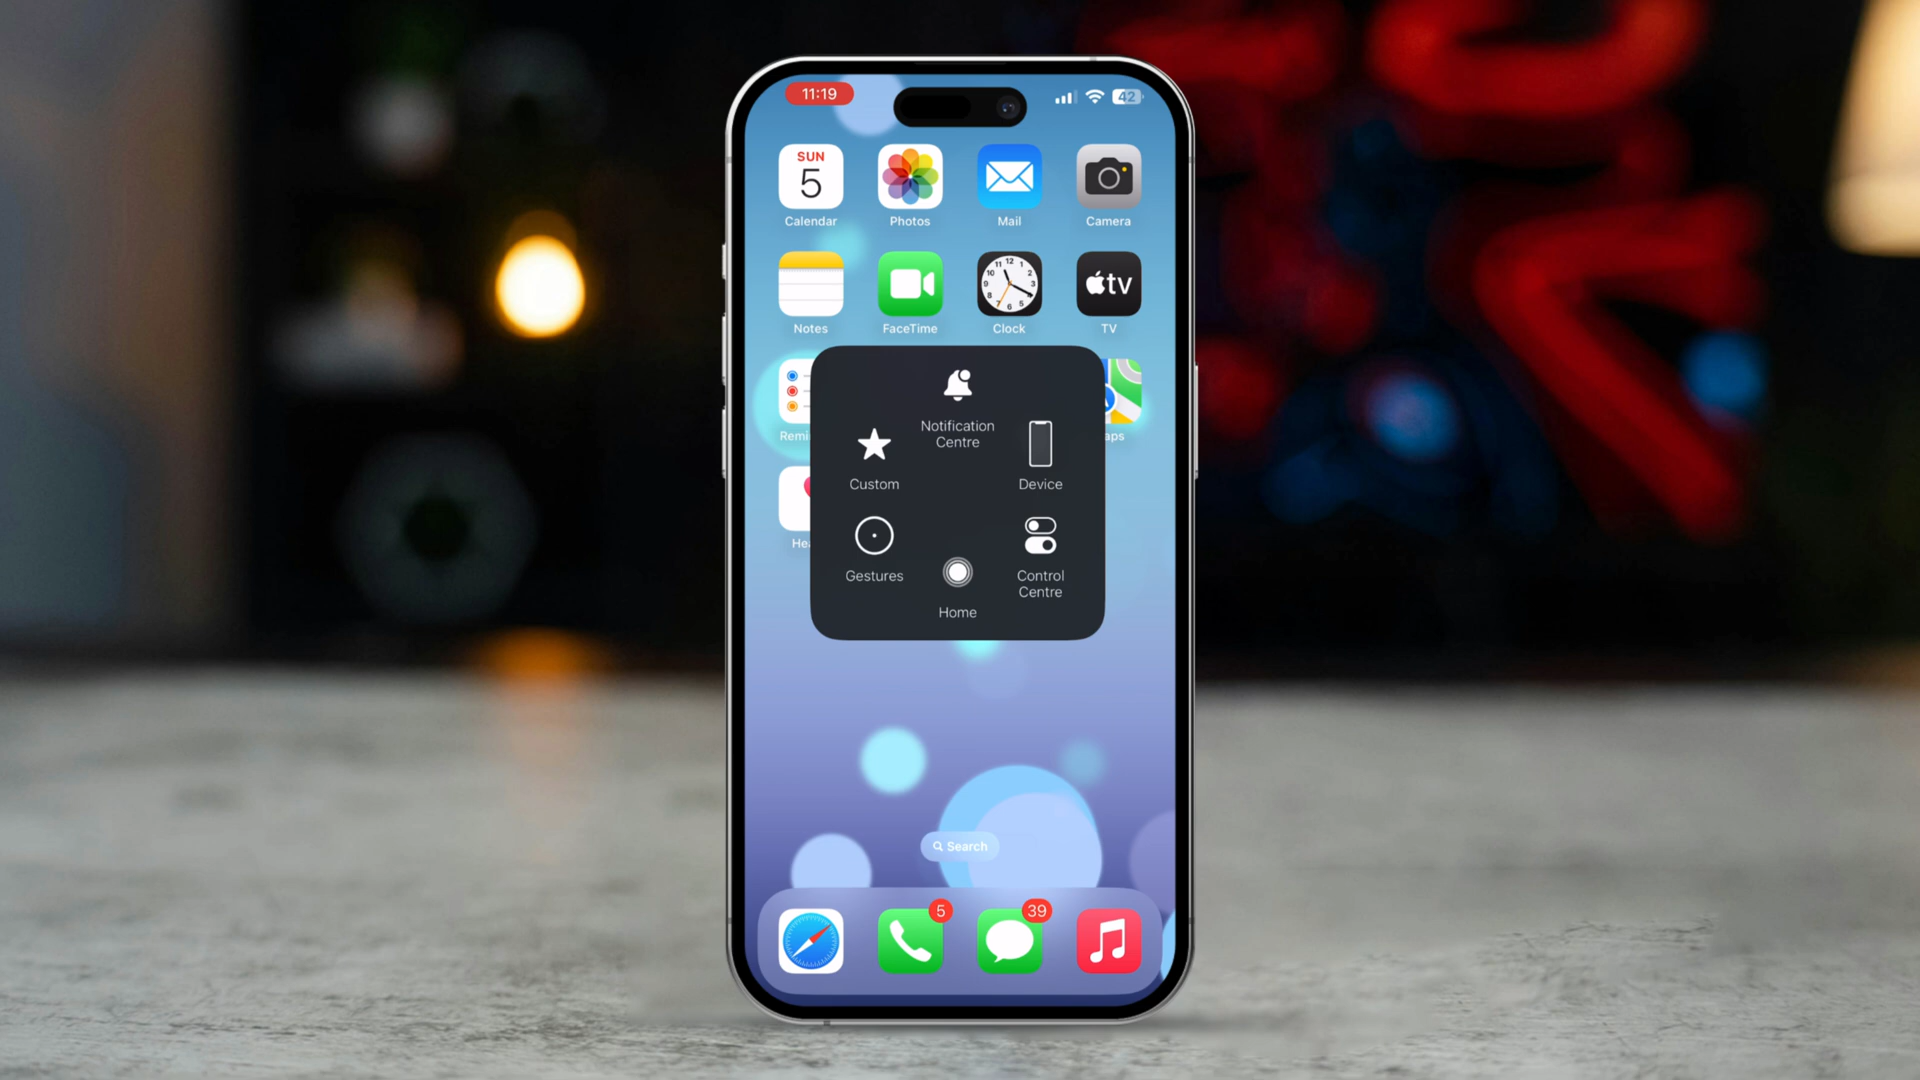 11:19
42
SUN
5
Calendar
Photos
Mail
Camera
tv
Notes
FaceTime
Clock
TV
Notification
Centre
Custom
Device
Gestures
Control
Centre
Home
Search
5
39